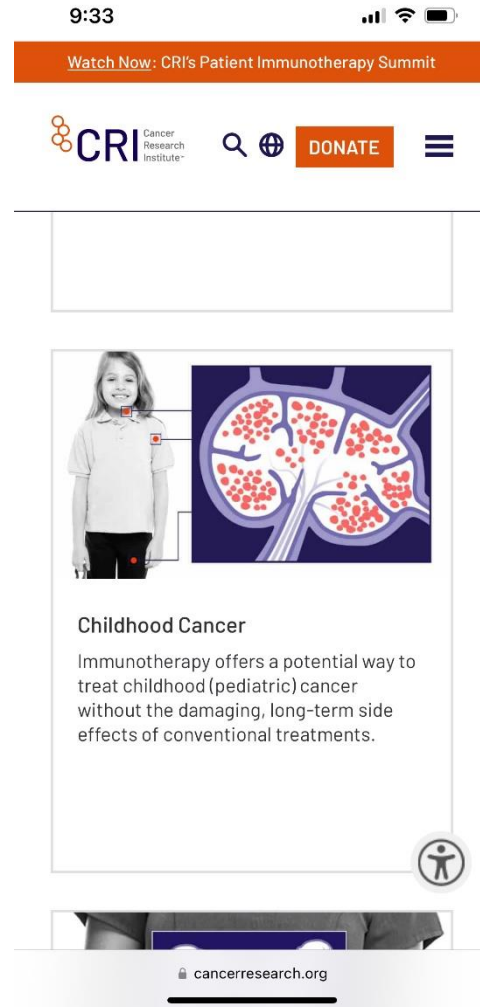 9:33
Watch Now: CRI's Patient Immunotherapy Summit
CRI Cancer
Research
Institute™
DONATE
Childhood Cancer
Immunotherapy offers a potential way to
treat childhood (pediatric) cancer
without the damaging, long-term side
effects of conventional treatments.
cancerresearch.org